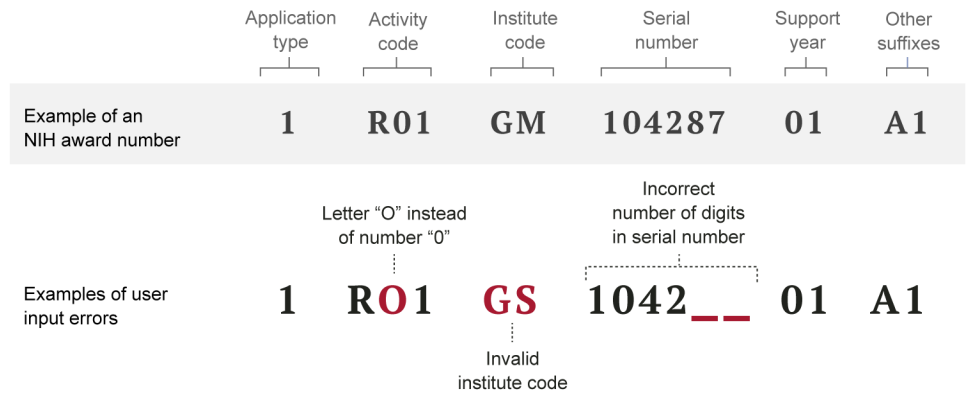 Application type
Activity code
Institute code
Serial number
Support year
Other suffixes
Example of an
NIH award number
1 R01 GM 104287 01 A1
Letter “O” instead
of number “0”
Incorrect
number of digits
in serial number
Examples of user
input errors
1 RO1 GS 1042__ 01 A1
Invalid
institute code